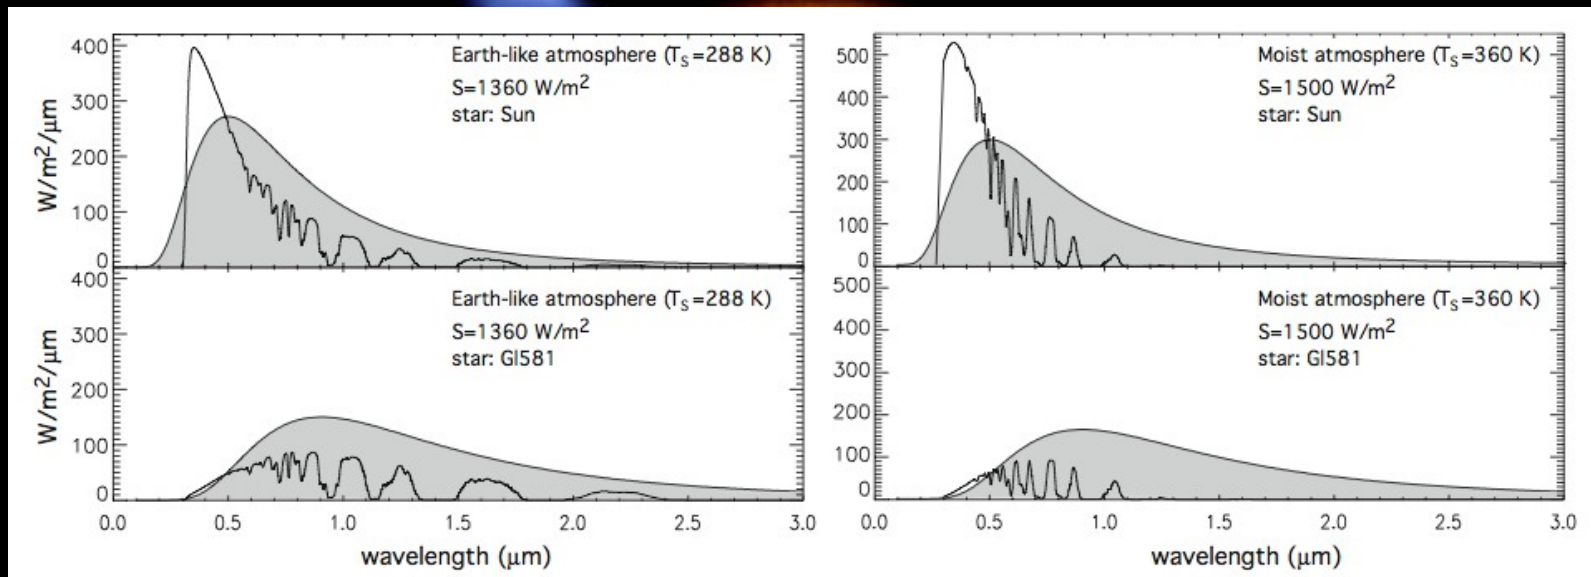 400
300
200
100
0
W/m²/μm
Earth-like atmosphere (Tₛ=288 K)
S=1360 W/m²
star: Sun
500
400
300
200
100
0
Moist atmosphere (Tₛ=360 K)
S=1500 W/m²
star: Sun
400
300
200
100
0
W/m²/μm
Earth-like atmosphere (Tₛ=288 K)
S=1360 W/m²
star: Gl581
0.0 0.5 1.0 1.5 2.0 2.5 3.0
wavelength (μm)
500
400
300
200
100
0
Moist atmosphere (Tₛ=360 K)
S=1500 W/m²
star: Gl581
0.0 0.5 1.0 1.5 2.0 2.5 3.0
wavelength (μm)